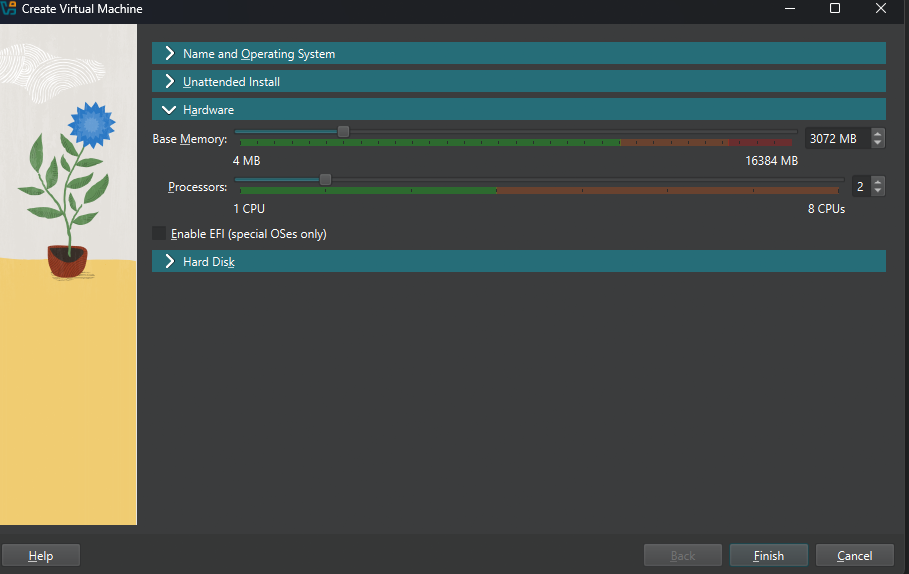 Create Virtual Machine
Name and Operating System
Unattended Install
Hardware
Base Memory: 3072 MB
4 MB 16384 MB
Processors: 2
1 CPU 8 CPUs
Enable EFI (special OSes only)
Hard Disk
Help Back Finish Cancel